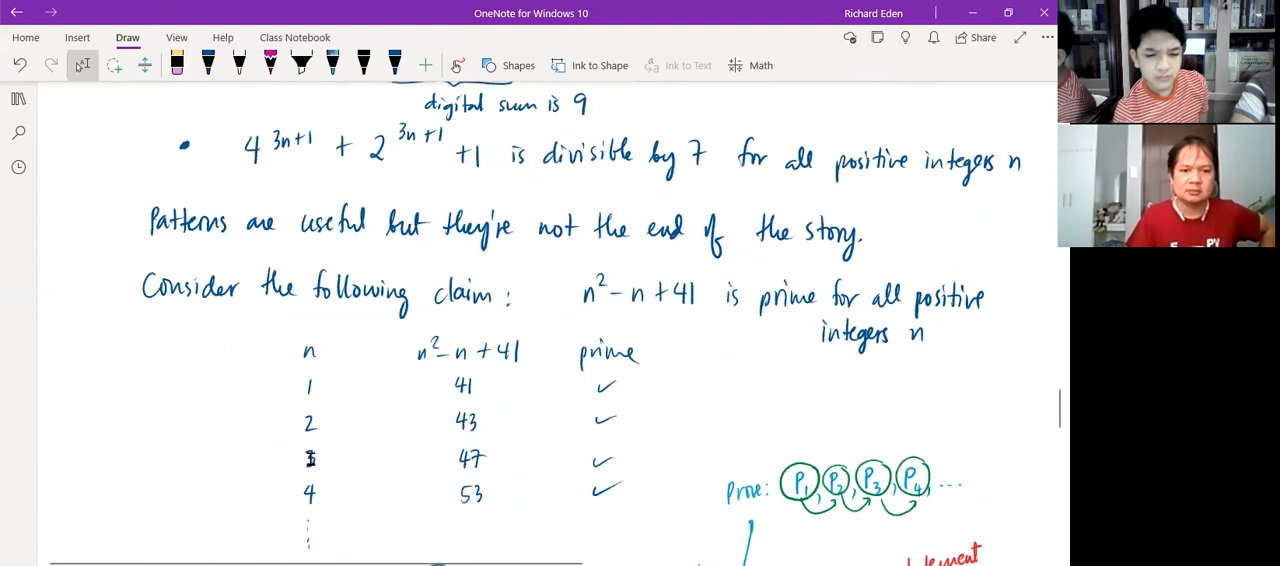 OneNote for Windows 10
Richard Eden
Home Insert Draw View Help Class Notebook
Share
Shapes Ink to Shape Ink to Text Math
digital sum is 9
• 4^{3n+1} + 2^{3n+1} +1 is divisible by 7 for all positive integers n
Patterns are useful but they're not the end of the story.
Consider the following claim: n² - n + 41 is prime for all positive
integers n
n n² - n + 41 prime
1 41 ✓
2 43 ✓
3 47 ✓
4 53 ✓
Prove: P₁, P₂, P₃, P₄, ...